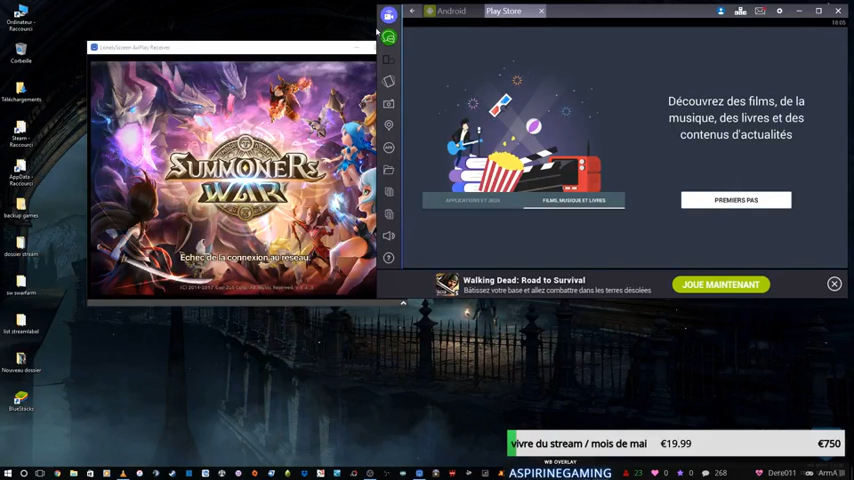 Ordinateur -
Raccourci
Corbeille
Téléchargements
Steam -
Raccourci
AppData -
Raccourci
backup games
dossier stream
sw swarfarm
list streamlabel
Nouveau dossier
BlueStacks
LonelyScreen AirPlay Receiver
SUMMONERS
WAR
Echec de la connexion au réseau.
Android
Play Store
18:05
Découvrez des films, de la
musique, des livres et des
contenus d'actualités
APPLICATIONS ET JEUX
FILMS, MUSIQUE ET LIVRES
PREMIERS PAS
Walking Dead: Road to Survival
Bâtissez votre base et allez combattre dans les terres désolées.
JOUE MAINTENANT
vivre du stream / mois de mai €19.99 €750
WB OVERLAY
ASPIRINEGAMING
23 0 0 268 Dere011 ArmA